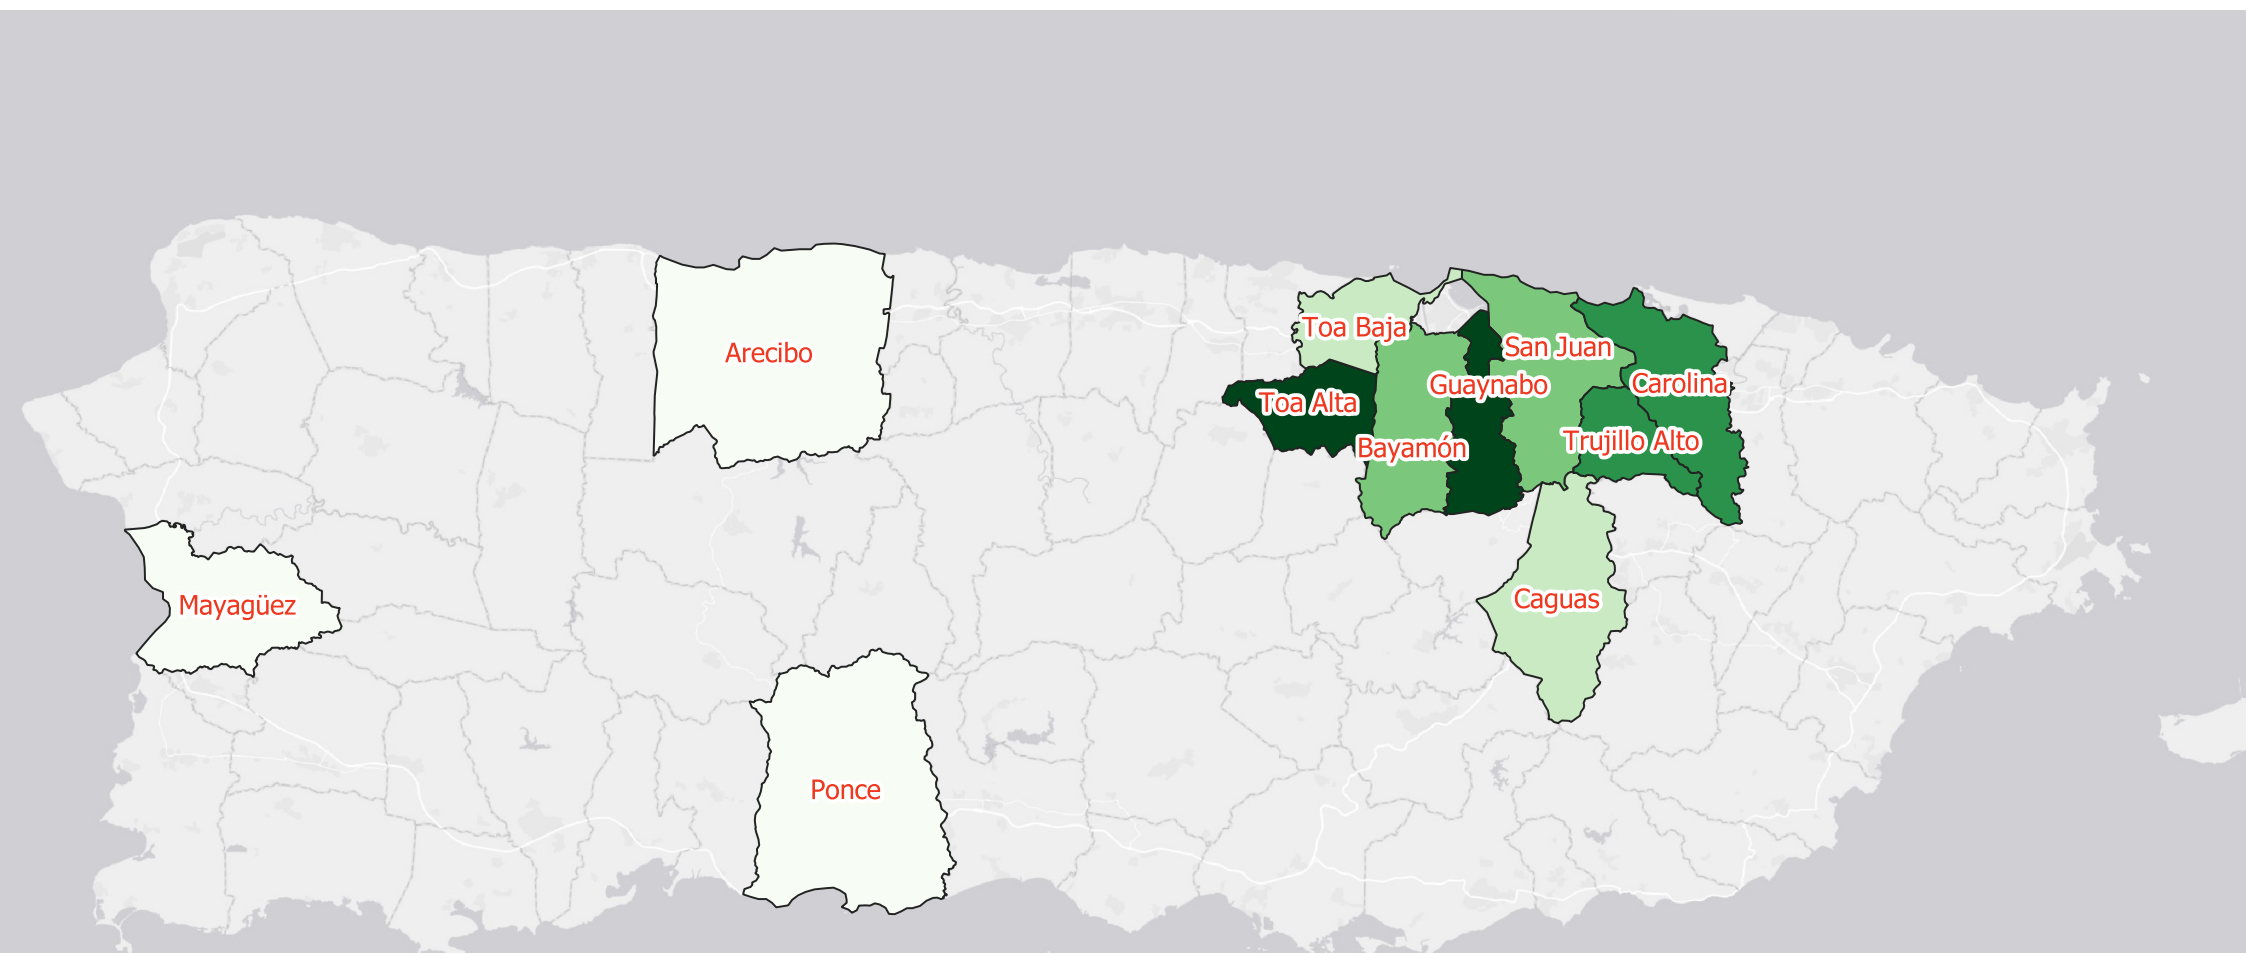 Toa Baja
San Juan
Arecibo
Guaynabo
Carolina
Toa Alta
Trujillo Alto
Bayamón
Caguas
Mayagüez
Ponce